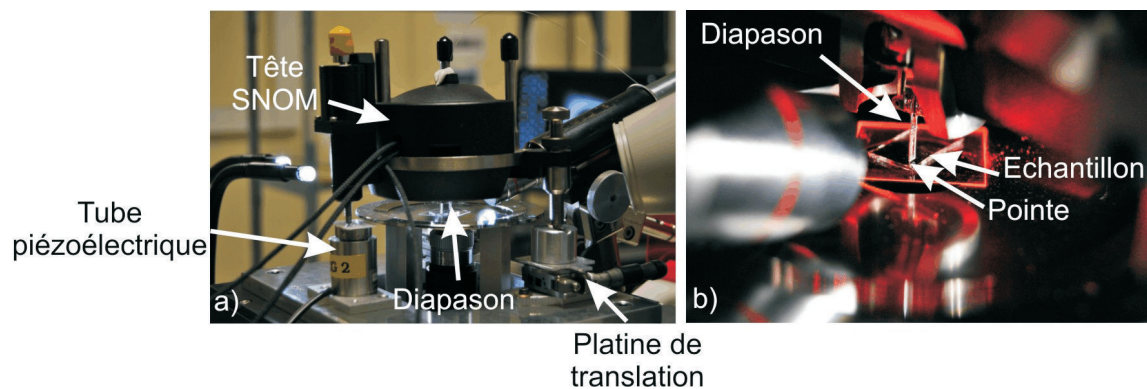 Tête
SNOM
Tube
piézoélectrique
G 2
a)
Diapason
Platine de
translation
Diapason
Echantillon
Pointe
b)